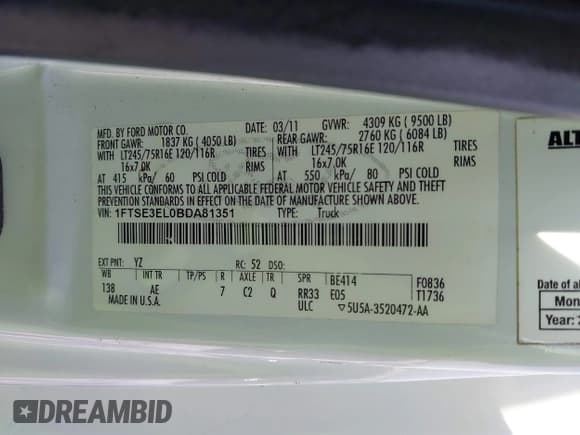 MFD. BY FORD MOTOR CO. DATE: 03/11 GVWR: 4309 KG ( 9500 LB)
FRONT GAWR: 1837 KG ( 4050 LB) REAR GAWR: 2760 KG ( 6084 LB)
WITH LT245/75R16E 120/116R TIRES WITH LT245/75R16E 120/116R TIRES
16x7.0K RIMS 16x7.0K RIMS
AT 415 kPa/ 60 PSI COLD AT 550 kPa/ 80 PSI COLD
THIS VEHICLE CONFORMS TO ALL APPLICABLE FEDERAL MOTOR VEHICLE SAFETY AND THEFT
PREVENTION STANDARDS IN EFFECT ON THE DATE OF MANUFACTURE SHOWN ABOVE.
VIN: 1FTSE3EL0BDA81351 TYPE: Truck
EXT PNT: YZ RC: 52 DSO:
WB INT TR TP/PS R AXLE TR SPR BE414 F0836
138 AE 7 C2 Q RR33 E05 T1736
MADE IN U.S.A. ULC ▽5U5A-3520472-AA
Date of al
Mon
Year: 2
DREAMBID